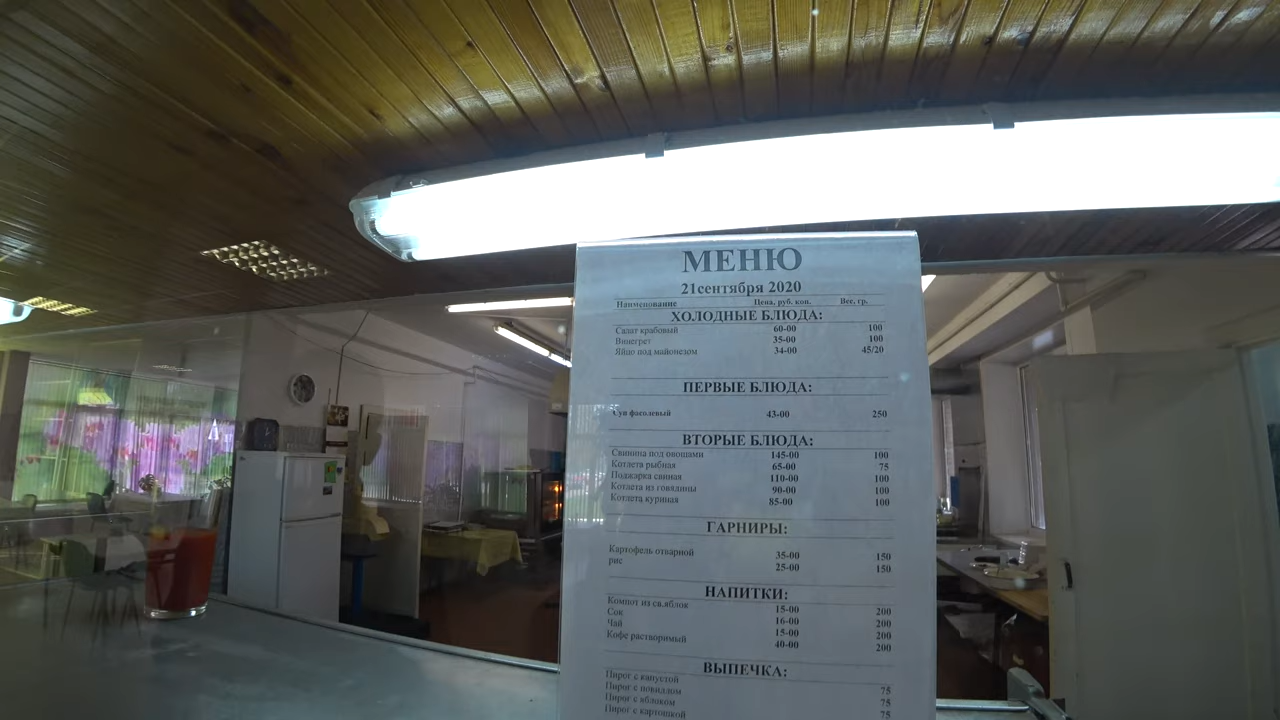 МЕНЮ
21сентября 2020
Наименование Цена, руб. коп. Вес, гр.
ХОЛОДНЫЕ БЛЮДА:
Салат крабовый 60-00 100
Винегрет 35-00 100
Яйцо под майонезом 34-00 45/20
ПЕРВЫЕ БЛЮДА:
Суп фасолевый 43-00 250
ВТОРЫЕ БЛЮДА:
Свинина под овощами 145-00 100
Котлета рыбная 65-00 75
Поджарка свиная 110-00 100
Котлета из говядины 90-00 100
Котлета куриная 85-00 100
ГАРНИРЫ:
Картофель отварной 35-00 150
рис 25-00 150
НАПИТКИ:
Компот из св.яблок 15-00 200
Сок 16-00 200
Чай 15-00 200
Кофе растворимый 40-00 200
ВЫПЕЧКА:
Пирог с капустой
Пирог с повидлом 75
Пирог с яблоком 75
Пирог с картошкой 75